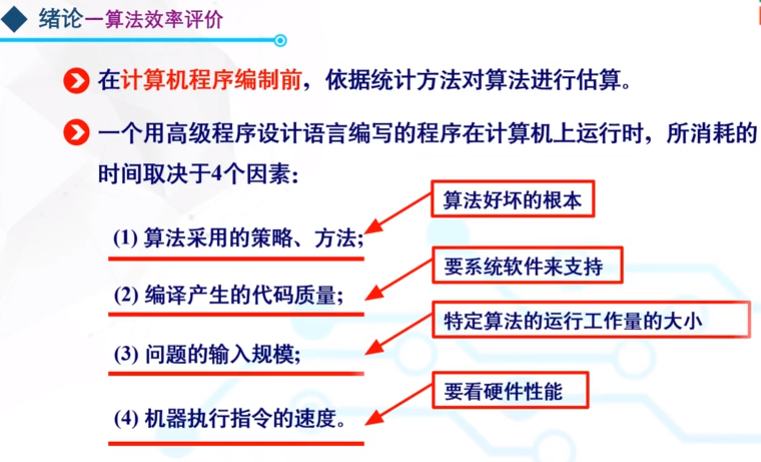 绪论—算法效率评价
在计算机程序编制前，依据统计方法对算法进行估算。
一个用高级程序设计语言编写的程序在计算机上运行时，所消耗的
时间取决于4个因素：
算法好坏的根本
(1) 算法采用的策略、方法;
要系统软件来支持
(2) 编译产生的代码质量;
特定算法的运行工作量的大小
(3) 问题的输入规模;
要看硬件性能
(4) 机器执行指令的速度。